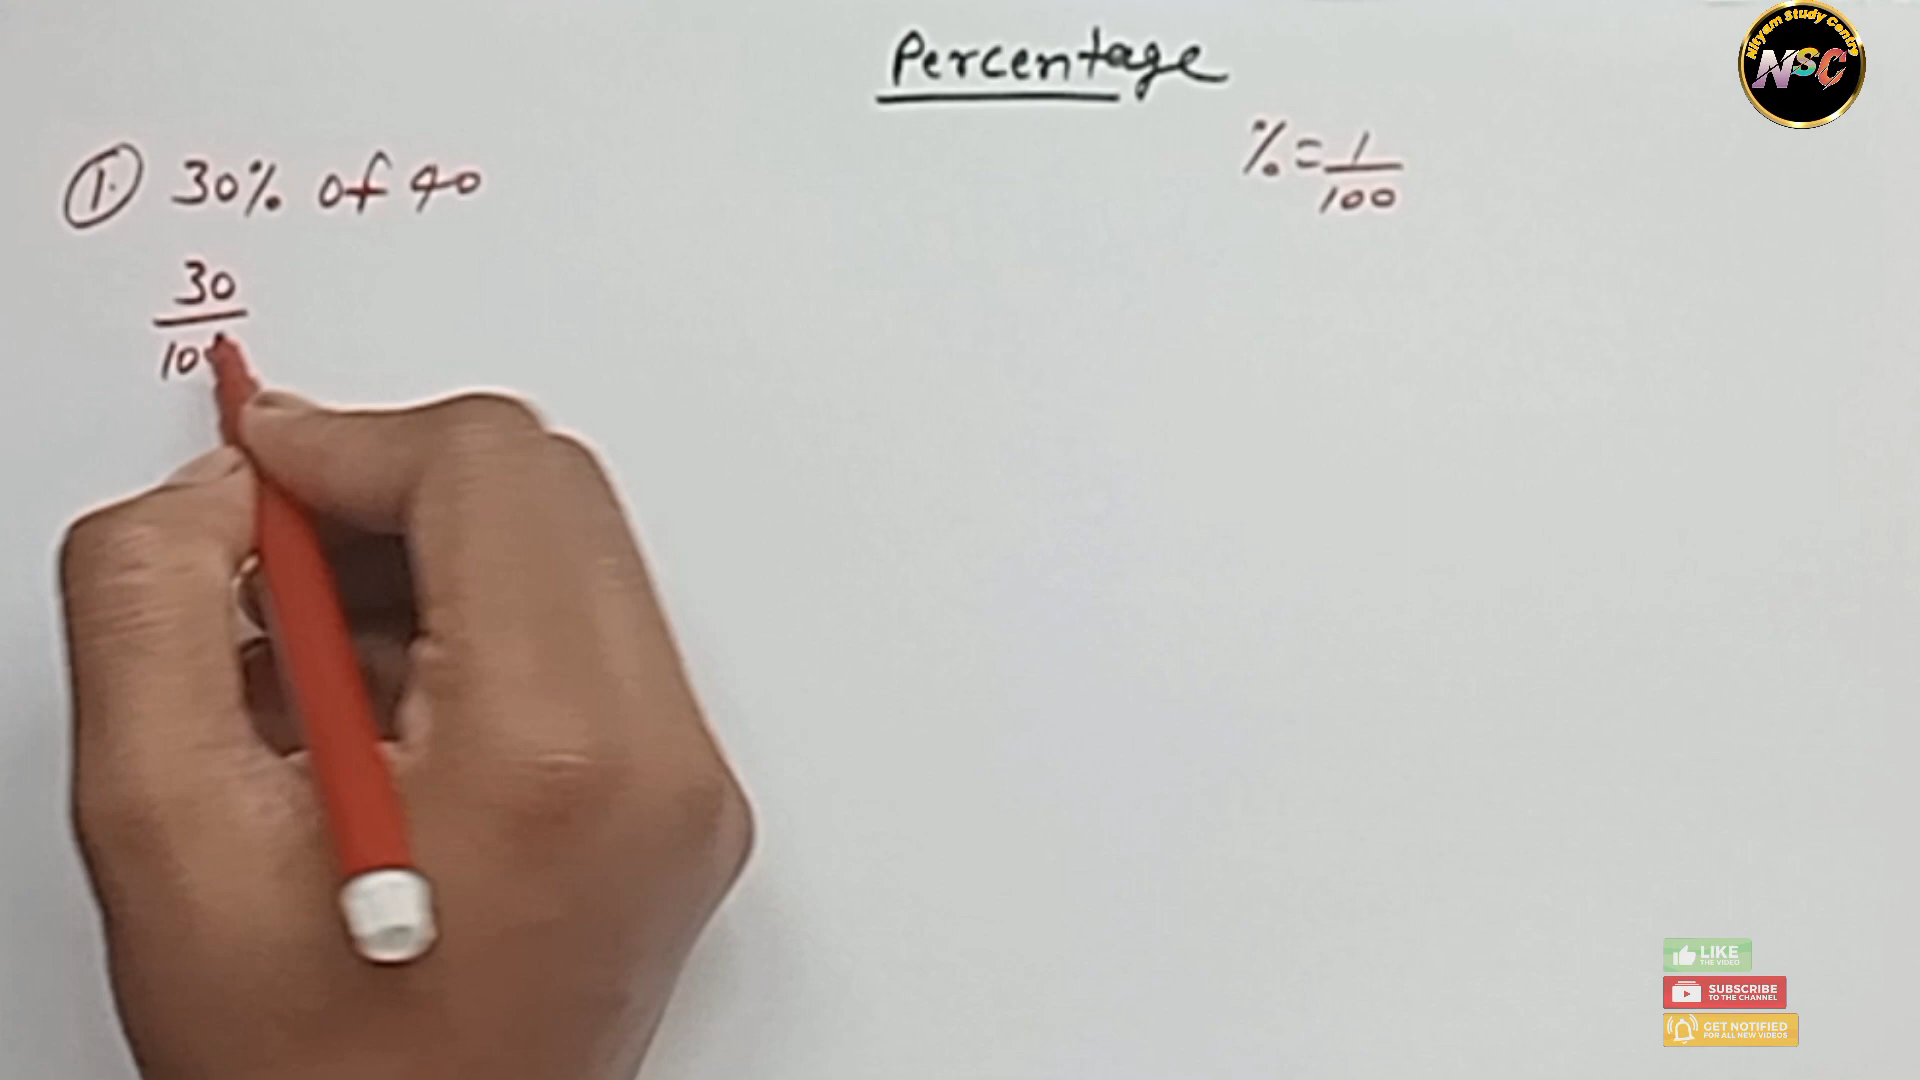 Percentage
Nityam Study Centre
NSC
% = 1/100
① 30% of 40
30
10
LIKE
THE VIDEO
SUBSCRIBE
TO THE CHANNEL
GET NOTIFIED
FOR ALL NEW VIDEOS